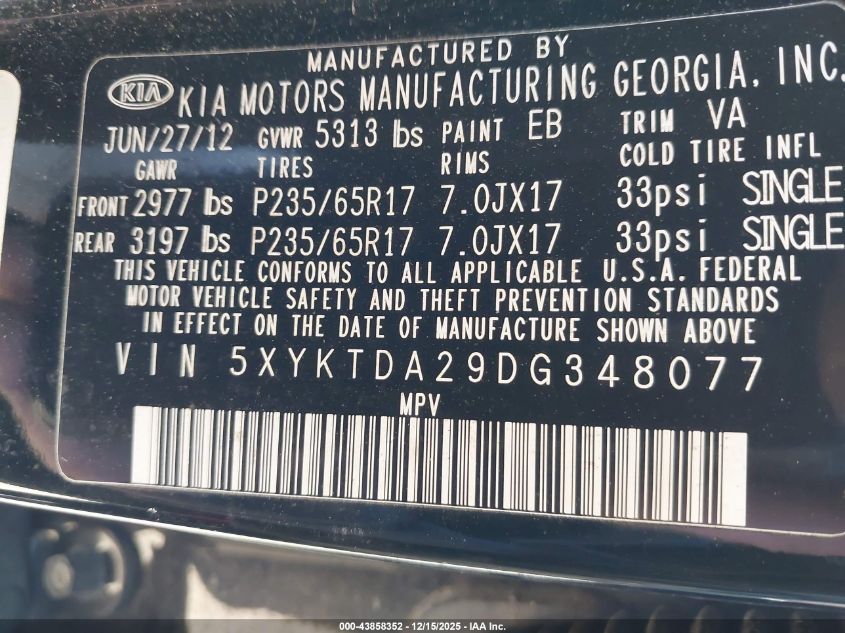 MANUFACTURED BY
KIA KIA MOTORS MANUFACTURING GEORGIA, INC.
JUN/27/12 GVWR 5313 lbs PAINT EB TRIM VA
GAWR TIRES RIMS COLD TIRE INFL
FRONT 2977 lbs P235/65R17 7.0JX17 33psi SINGLE
REAR 3197 lbs P235/65R17 7.0JX17 33psi SINGLE
THIS VEHICLE CONFORMS TO ALL APPLICABLE U.S.A. FEDERAL
MOTOR VEHICLE SAFETY AND THEFT PREVENTION STANDARDS
IN EFFECT ON THE DATE OF MANUFACTURE SHOWN ABOVE
VIN 5XYKTDA29DG348077
MPV
000-43858352 - 12/15/2025 - IAA Inc.